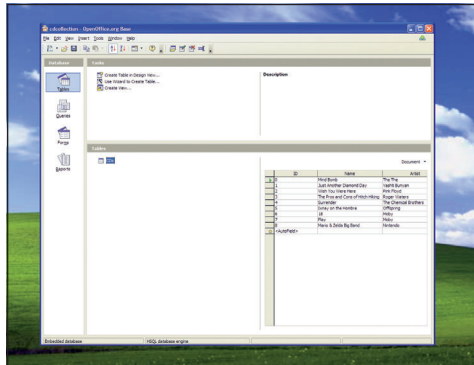 cdcollection - OpenOffice.org Base
File Edit View Insert Tools Window Help
Database
Tasks
Tables
Queries
Forms
Reports
Create Table in Design View...
Use Wizard to Create Table...
Create View...
Description
Tables
Document
ID Name Artist
0 Mind Bomb The The
1 Just Another Diamond Day Vashti Bunyan
2 Wish You Were Here Pink Floyd
3 The Pros and Cons of Hitch Hiking Roger Waters
4 Surrender The Chemical Brothers
5 Ixnay on the Hombre Offspring
6 18 Moby
7 Play Moby
8 Mario & Zelda Big Band Nintendo
<AutoField>
Embedded database HSQL database engine